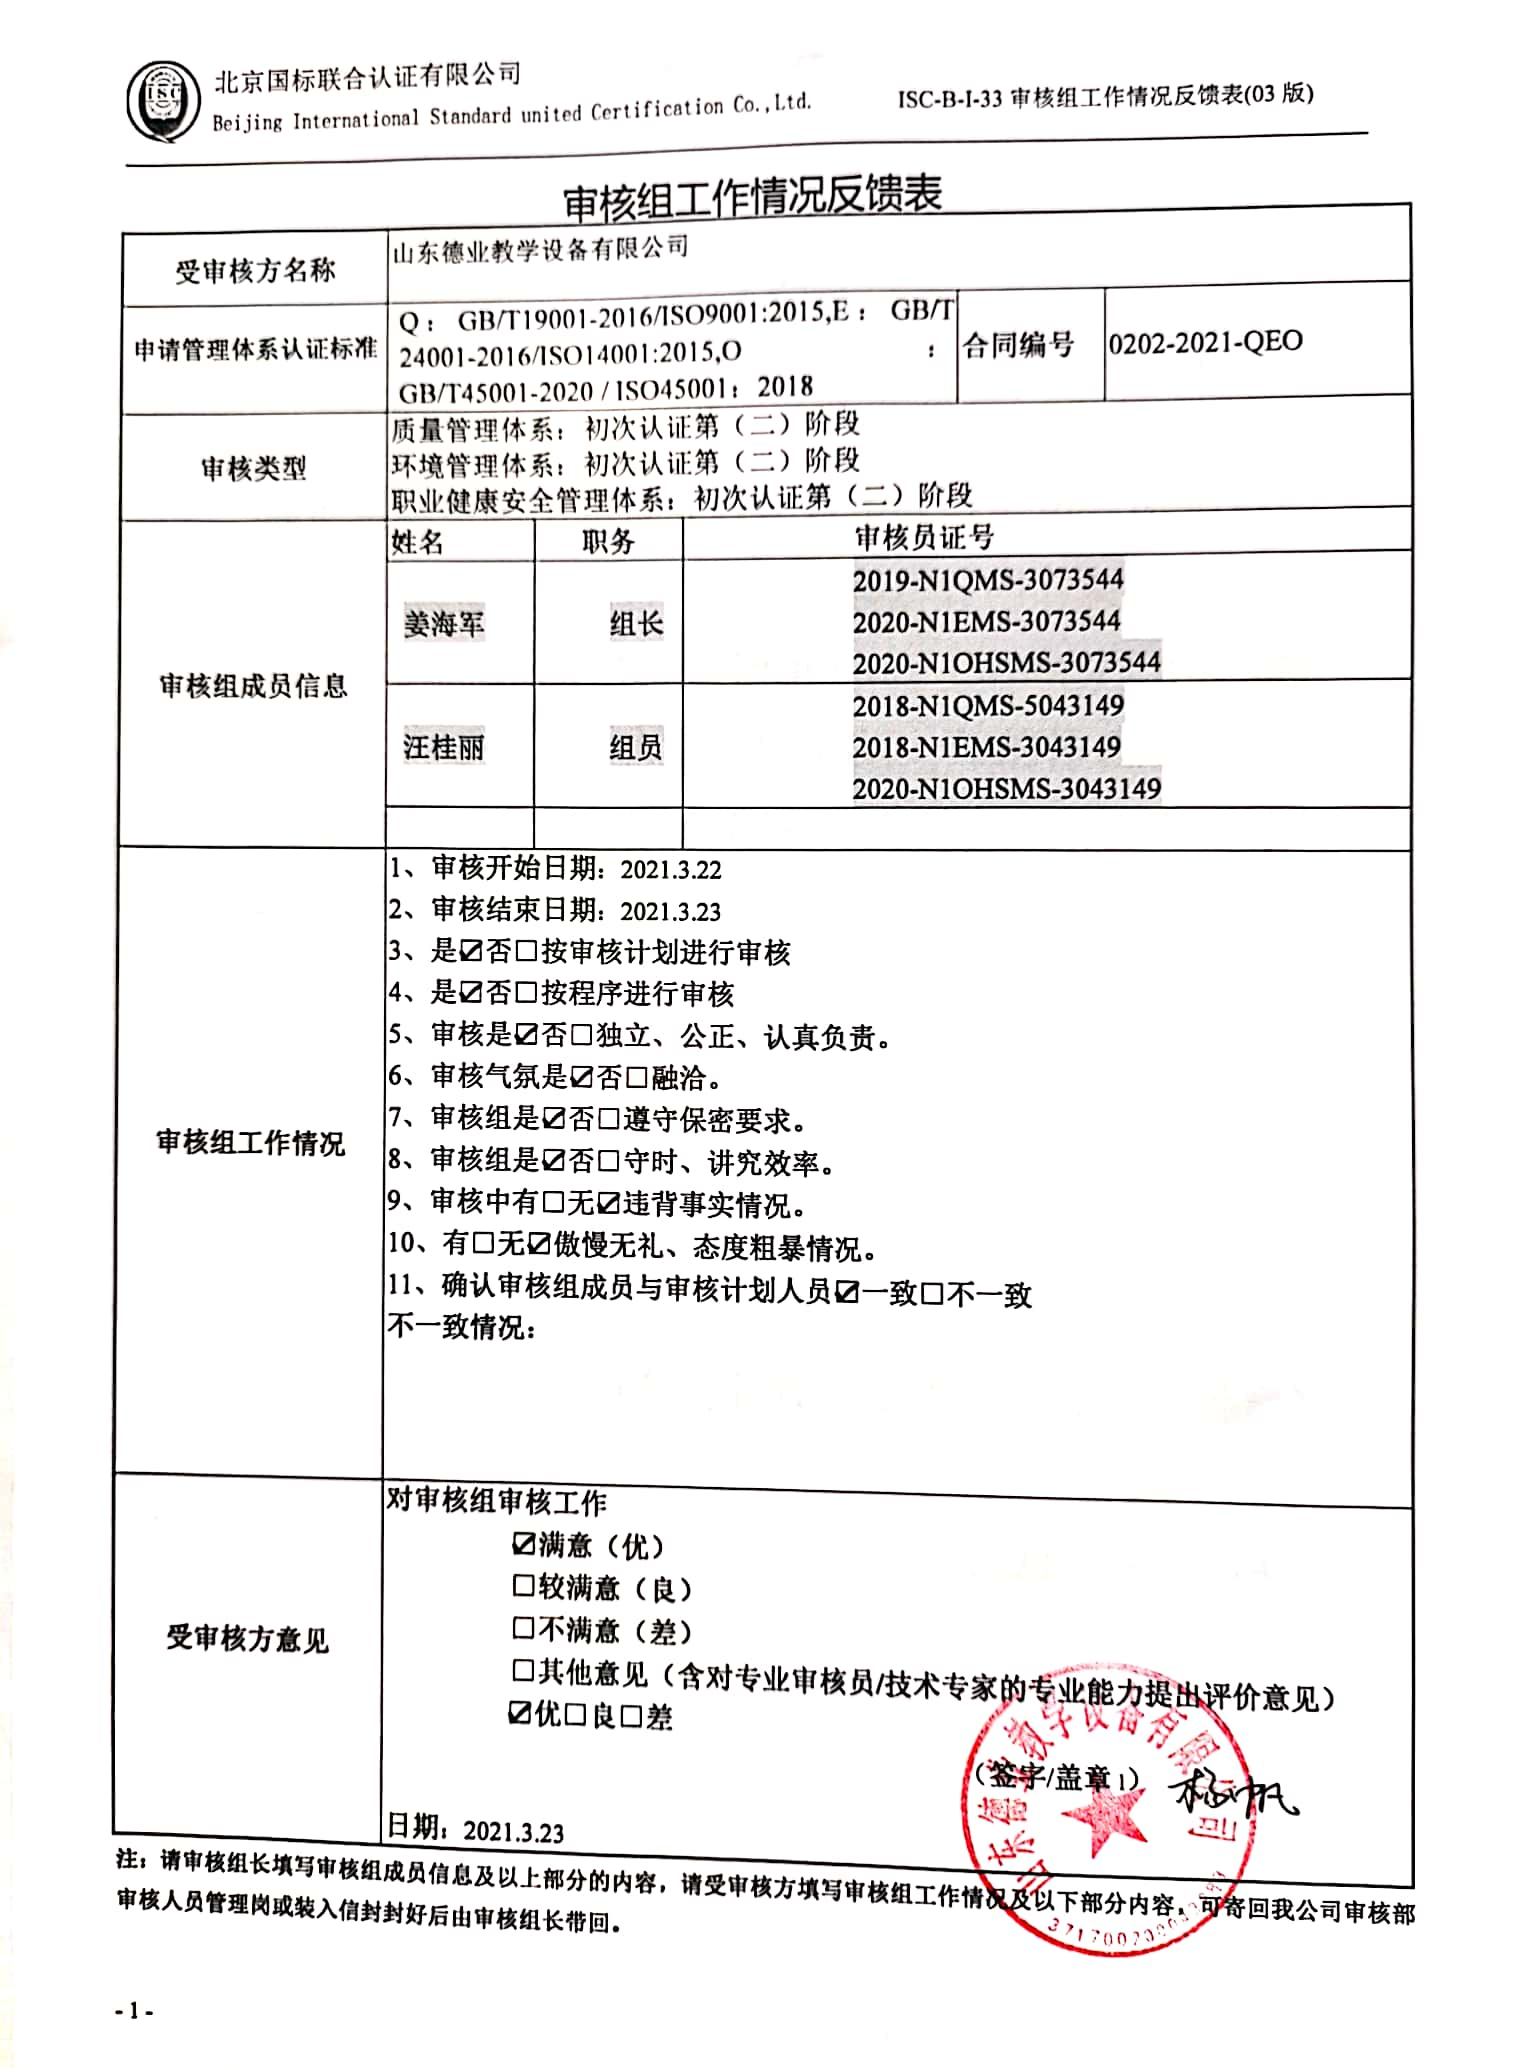 ISC
北京国标联合认证有限公司
Beijing International Standard united Certification Co.,Ltd.
ISC-B-I-33 审核组工作情况反馈表(03 版)
审核组工作情况反馈表
受审核方名称
山东德业教学设备有限公司
申请管理体系认证标准
Q： GB/T19001-2016/ISO9001:2015,E： GB/T
24001-2016/ISO14001:2015,O ：
GB/T45001-2020 / ISO45001：2018
合同编号
0202-2021-QEO
审核类型
质量管理体系：初次认证第（二）阶段
环境管理体系：初次认证第（二）阶段
职业健康安全管理体系：初次认证第（二）阶段
审核组成员信息
姓名 职务 审核员证号
姜海军 组长
2019-N1QMS-3073544
2020-N1EMS-3073544
2020-N1OHSMS-3073544
汪桂丽 组员
2018-N1QMS-5043149
2018-N1EMS-3043149
2020-N1OHSMS-3043149
审核组工作情况
1、审核开始日期：2021.3.22
2、审核结束日期：2021.3.23
3、是☑否□按审核计划进行审核
4、是☑否□按程序进行审核
5、审核是☑否□独立、公正、认真负责。
6、审核气氛是☑否□融洽。
7、审核组是☑否□遵守保密要求。
8、审核组是☑否□守时、讲究效率。
9、审核中有□无☑违背事实情况。
10、有□无☑傲慢无礼、态度粗暴情况。
11、确认审核组成员与审核计划人员☑一致□不一致
不一致情况：
受审核方意见
对审核组审核工作
☑满意（优）
□较满意（良）
□不满意（差）
□其他意见（含对专业审核员/技术专家的专业能力提出评价意见）
☑优□良□差
（签字/盖章1） 杨帆
山东德业教学设备有限公司
日期：2021.3.23
注：请审核组长填写审核组成员信息及以上部分的内容，请受审核方填写审核组工作情况及以下部分内容，可寄回我公司审核部
审核人员管理岗或装入信封封好后由审核组长带回。
- 1 -